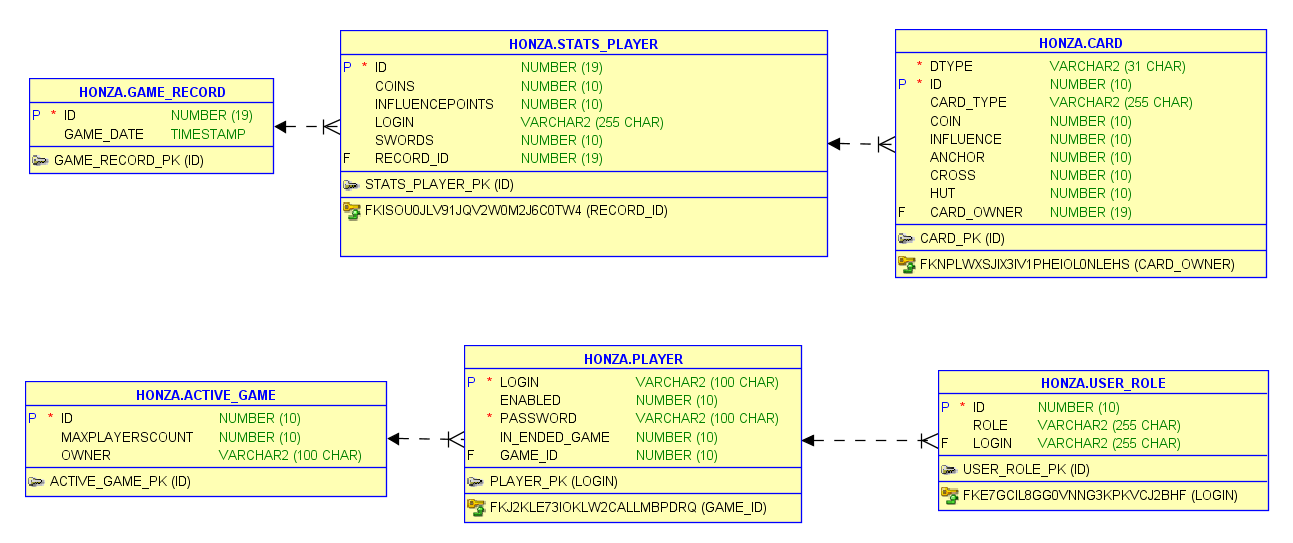 HONZA.GAME_RECORD
P * ID NUMBER (19)
GAME_DATE TIMESTAMP
GAME_RECORD_PK (ID)
HONZA.STATS_PLAYER
P * ID NUMBER (19)
COINS NUMBER (10)
INFLUENCEPOINTS NUMBER (10)
LOGIN VARCHAR2 (255 CHAR)
SWORDS NUMBER (10)
F RECORD_ID NUMBER (19)
STATS_PLAYER_PK (ID)
FKISOU0JLV91JQV2W0M2J6C0TW4 (RECORD_ID)
HONZA.CARD
* DTYPE VARCHAR2 (31 CHAR)
P * ID NUMBER (10)
CARD_TYPE VARCHAR2 (255 CHAR)
COIN NUMBER (10)
INFLUENCE NUMBER (10)
ANCHOR NUMBER (10)
CROSS NUMBER (10)
HUT NUMBER (10)
F CARD_OWNER NUMBER (19)
CARD_PK (ID)
FKNPLWXSJIX3IV1PHEIOL0NLEHS (CARD_OWNER)
HONZA.ACTIVE_GAME
P * ID NUMBER (10)
MAXPLAYERSCOUNT NUMBER (10)
OWNER VARCHAR2 (100 CHAR)
ACTIVE_GAME_PK (ID)
HONZA.PLAYER
P * LOGIN VARCHAR2 (100 CHAR)
ENABLED NUMBER (10)
* PASSWORD VARCHAR2 (100 CHAR)
IN_ENDED_GAME NUMBER (10)
F GAME_ID NUMBER (10)
PLAYER_PK (LOGIN)
FKJ2KLE73IOKLW2CALLMBPDRQ (GAME_ID)
HONZA.USER_ROLE
P * ID NUMBER (10)
ROLE VARCHAR2 (255 CHAR)
F LOGIN VARCHAR2 (255 CHAR)
USER_ROLE_PK (ID)
FKE7GCIL8GG0VNNG3KPKVCJ2BHF (LOGIN)